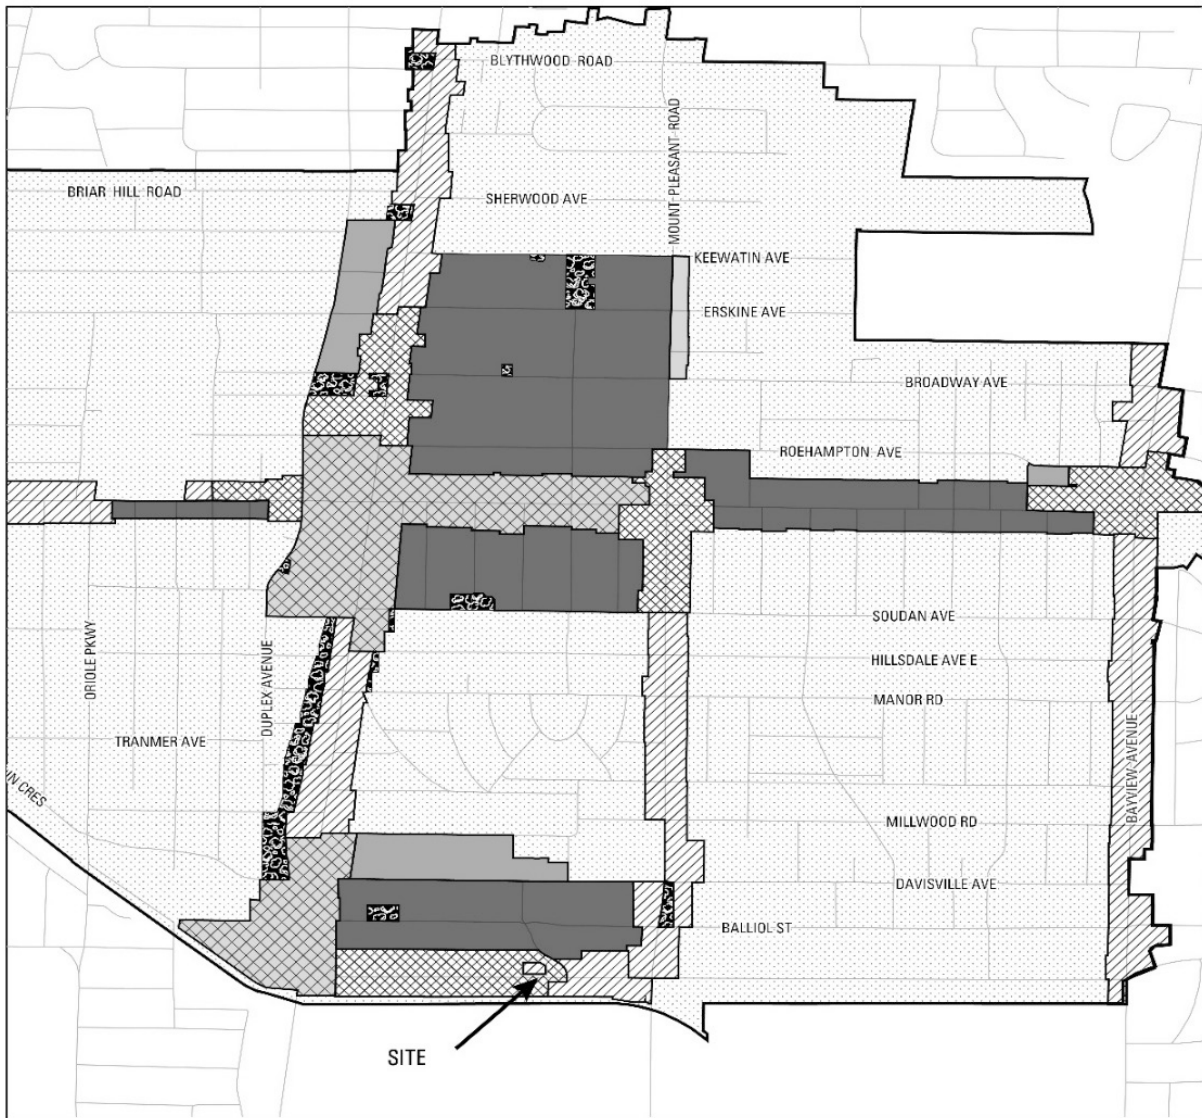 BLYTHWOOD ROAD
MOUNT PLEASANT ROAD
BRIAR HILL ROAD
SHERWOOD AVE
KEEWATIN AVE
ERSKINE AVE
BROADWAY AVE
ROEHAMPTON AVE
ORIOLE PKWY
DUPLEX AVENUE
SOUDAN AVE
HILLSDALE AVE E
MANOR RD
TRANMER AVE
BAYVIEW AVENUE
CRES
MILLWOOD RD
DAVISVILLE AVE
BALLIOL ST
SITE